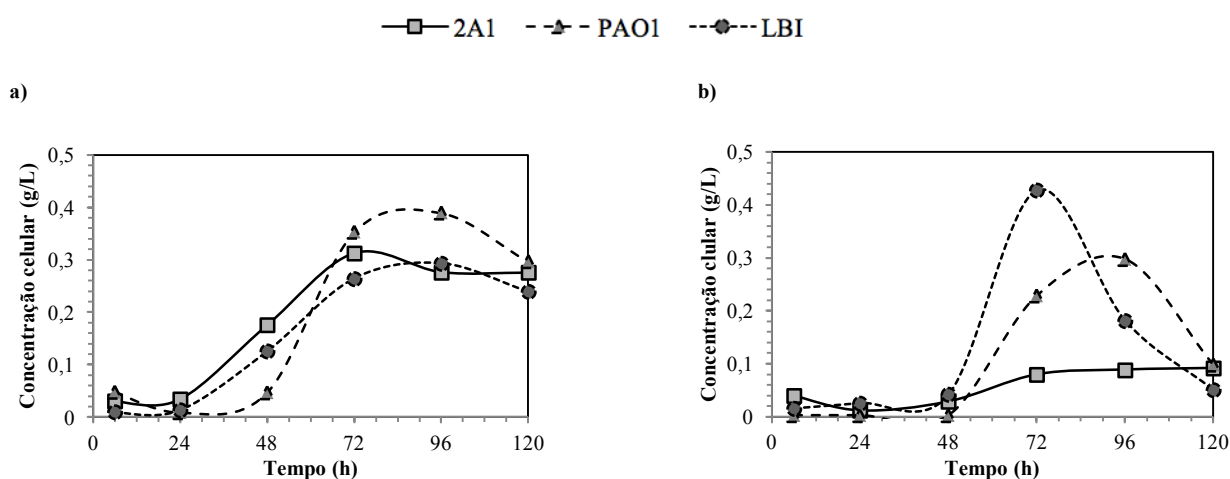 2A1 PAO1 LBI
a)
Concentração celular (g/L)
0,5
0,4
0,3
0,2
0,1
0
0 24 48 72 96 120
Tempo (h)
b)
Concentração clular (g/L)
0,5
0,4
0,3
0,2
0,1
0
0 24 48 72 96 120
Tempo (h)